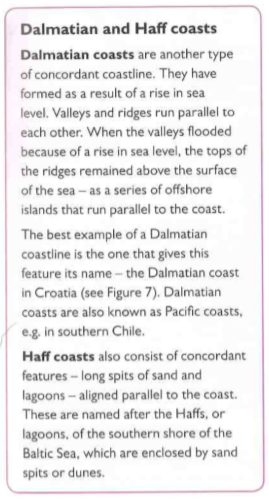 Dalmatian and Haff coasts
Dalmatian coasts are another type
of concordant coastline. They have
formed as a result of a rise in sea
level. Valleys and ridges run parallel to
each other. When the valleys flooded
because of a rise in sea level, the tops of
the ridges remained above the surface
of the sea – as a series of offshore
islands that run parallel to the coast.
The best example of a Dalmatian
coastline is the one that gives this
feature its name – the Dalmatian coast
in Croatia (see Figure 7). Dalmatian
coasts are also known as Pacific coasts,
e.g. in southern Chile.
Haff coasts also consist of concordant
features – long spits of sand and
lagoons – aligned parallel to the coast.
These are named after the Haffs, or
lagoons, of the southern shore of the
Baltic Sea, which are enclosed by sand
spits or dunes.